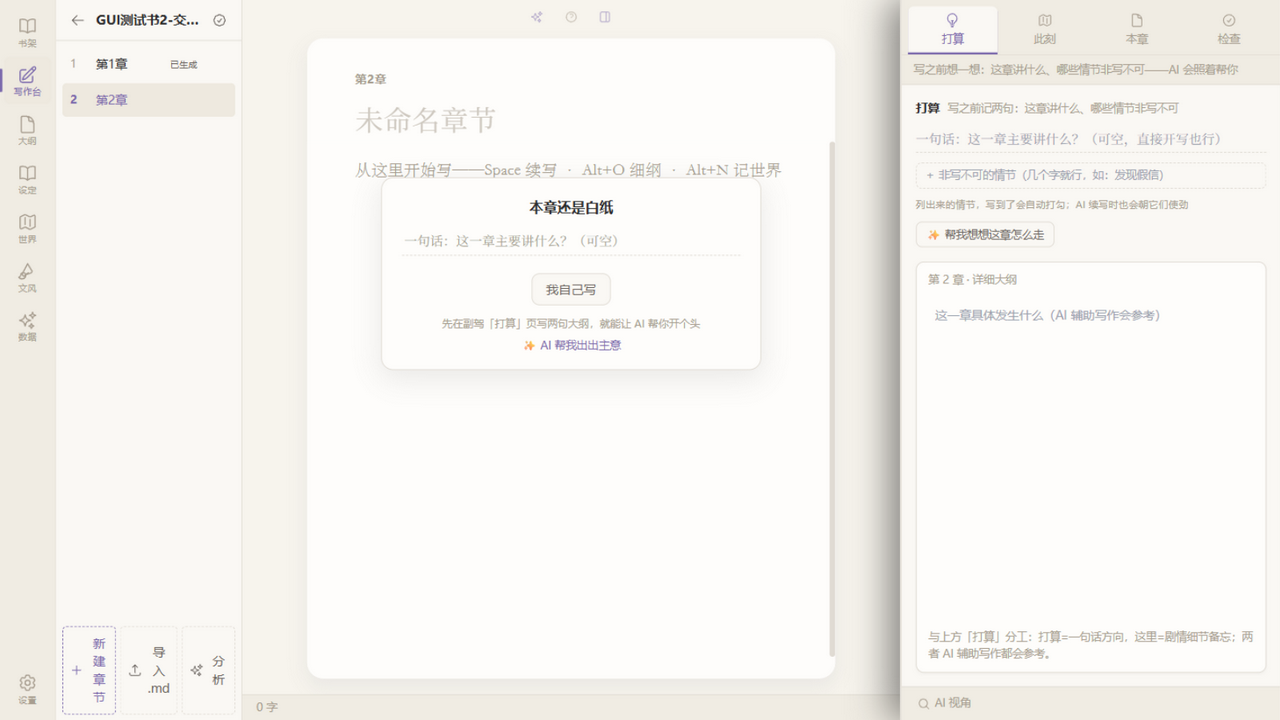 书架
写作台
大纲
设定
世界
文风
数据
设置
GUI测试书2-交...
1 第1章 已生成
2 第2章
+ 新建章节
导入.md
分析
第2章
未命名章节
从这里开始写——Space 续写 · Alt+O 细纲 · Alt+N 记世界
本章还是白纸
一句话：这一章主要讲什么？（可空）
我自己写
先在副驾「打算」页写两句大纲，就能让 AI 帮你开个头
✨ AI 帮我出出主意
0 字
打算
此刻
本章
检查
写之前想一想：这章讲什么、哪些情节非写不可——AI 会照着帮你
打算 写之前记两句：这章讲什么、哪些情节非写不可
一句话：这一章主要讲什么？（可空，直接开写也行）
+ 非写不可的情节（几个字就行，如：发现假信）
列出来的情节，写到了会自动打勾；AI 续写时也会朝它们使劲
✨ 帮我想想这章怎么走
第 2 章 · 详细大纲
这一章具体发生什么（AI 辅助写作会参考）
与上方「打算」分工：打算=一句话方向，这里=剧情细节备忘；两
者 AI 辅助写作都会参考。
AI 视角